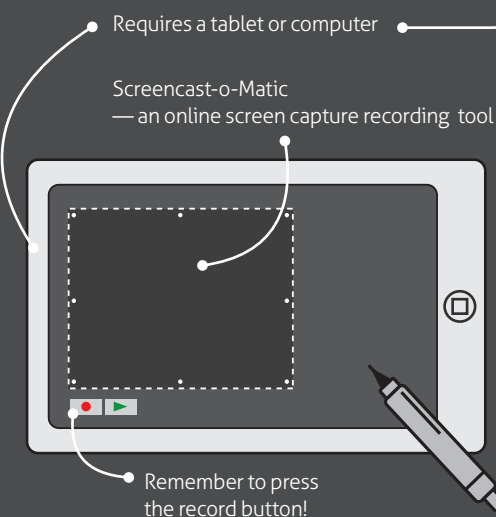 Requires a tablet or computer
Screencast-o-Matic
— an online screen capture recording tool
Remember to press
the record button!